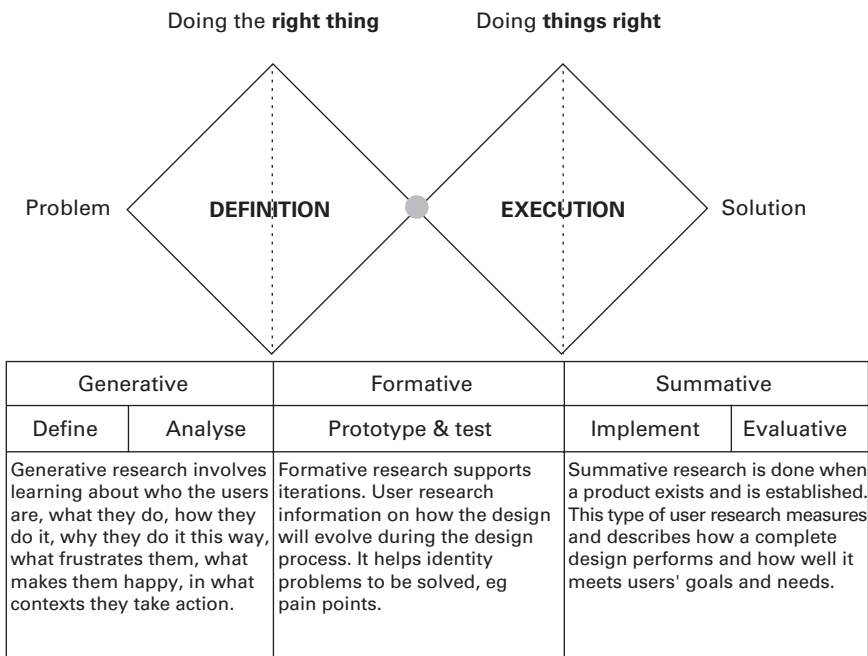 Doing the right thing
Doing things right
Problem
DEFINITION
EXECUTION
Solution
Generative
Formative
Summative
Define
Analyse
Prototype & test
Implement
Evaluative
Generative research involves
learning about who the users
are, what they do, how they
do it, why they do it this way,
what frustrates them, what
makes them happy, in what
contexts they take action.
Formative research supports
iterations. User research
information on how the design
will evolve during the design
process. It helps identity
problems to be solved, eg
pain points.
Summative research is done when
a product exists and is established.
This type of user research measures
and describes how a complete
design performs and how well it
meets users' goals and needs.